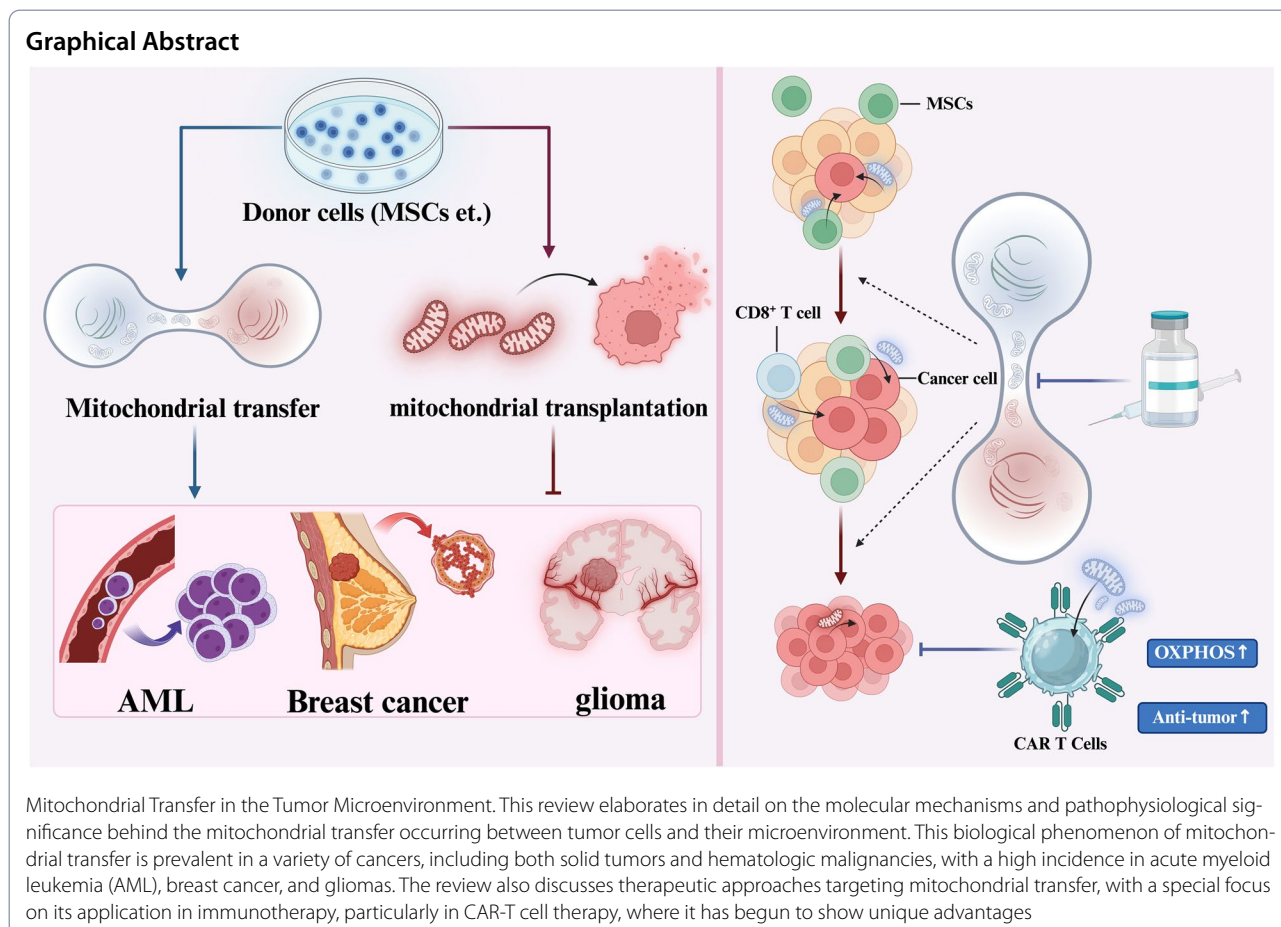 Graphical Abstract
Donor cells (MSCs et.)
Mitochondrial transfer
mitochondrial transplantation
AML
Breast cancer
glioma
MSCs
CD8⁺ T cell
Cancer cell
OXPHOS↑
Anti-tumor↑
CAR T Cells
Mitochondrial Transfer in the Tumor Microenvironment. This review elaborates in detail on the molecular mechanisms and pathophysiological sig-
nificance behind the mitochondrial transfer occurring between tumor cells and their microenvironment. This biological phenomenon of mitochon-
drial transfer is prevalent in a variety of cancers, including both solid tumors and hematologic malignancies, with a high incidence in acute myeloid
leukemia (AML), breast cancer, and gliomas. The review also discusses therapeutic approaches targeting mitochondrial transfer, with a special focus
on its application in immunotherapy, particularly in CAR-T cell therapy, where it has begun to show unique advantages